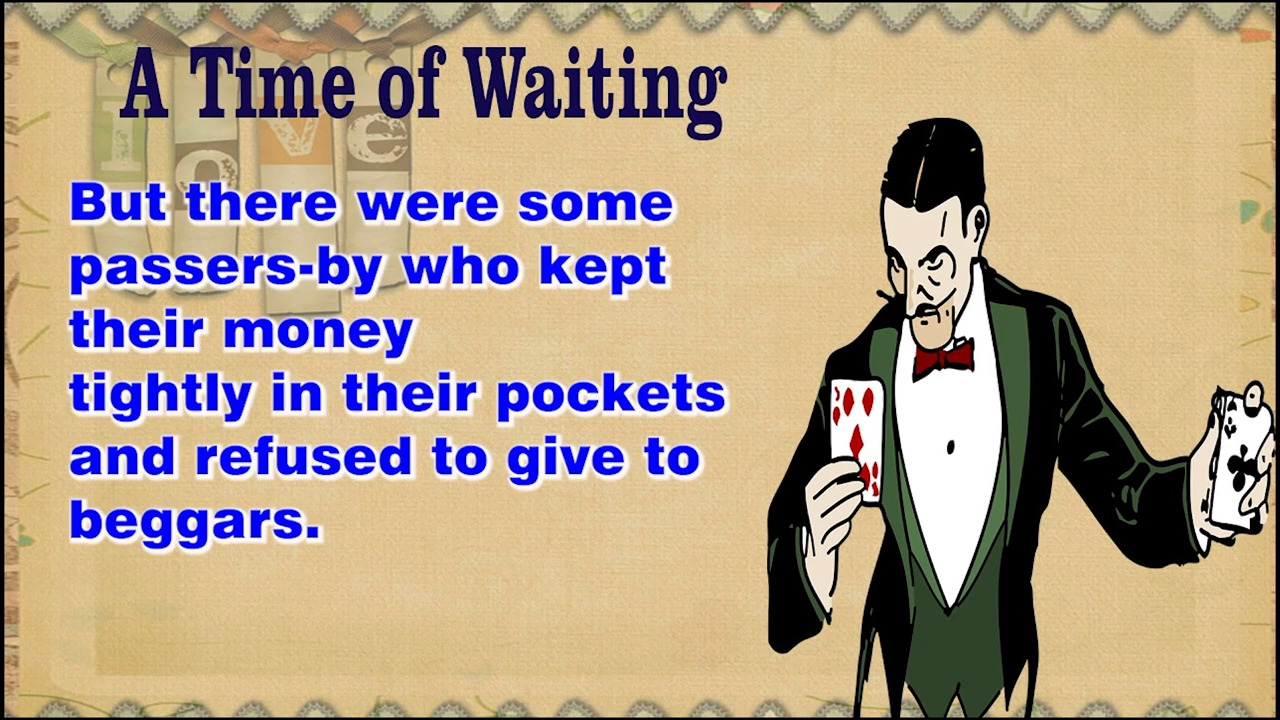 A Time of Waiting
Love
But there were some
passers-by who kept
their money
tightly in their pockets
and refused to give to
beggars.